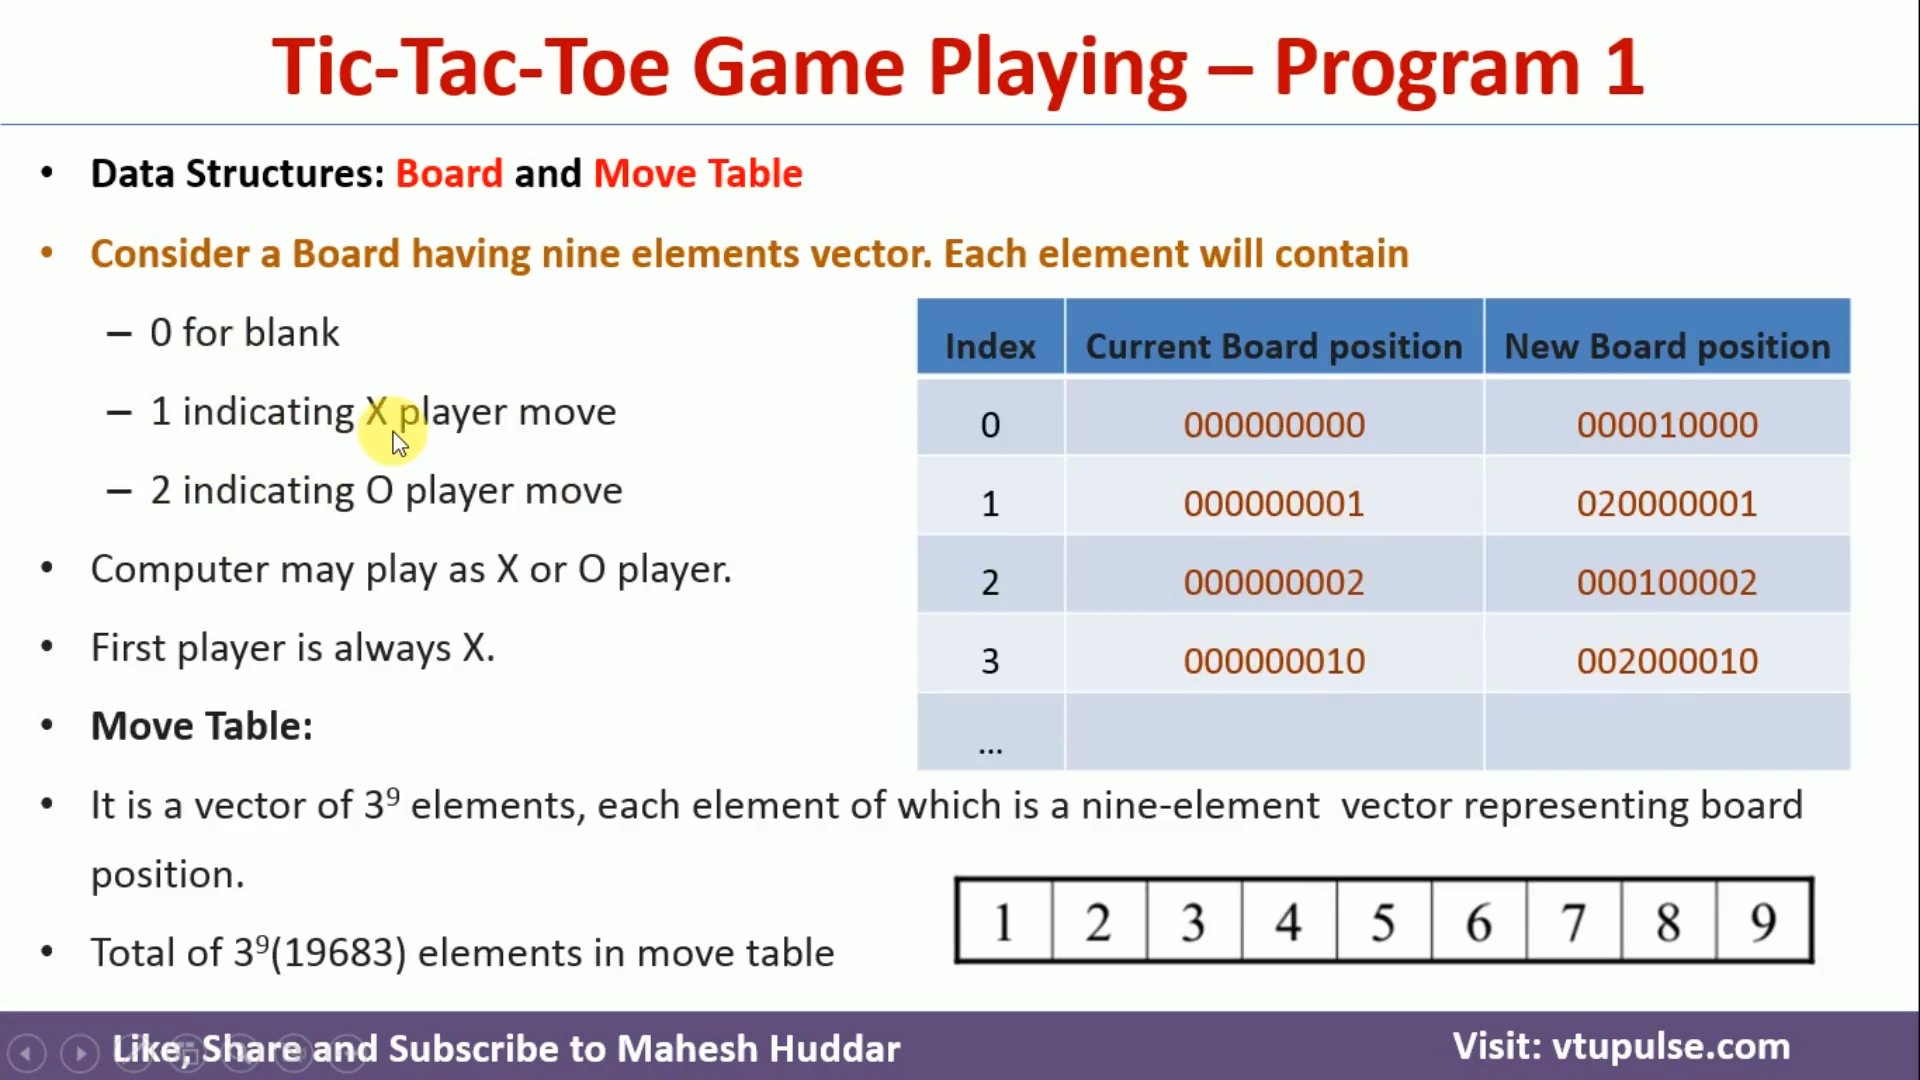 Tic-Tac-Toe Game Playing – Program 1
• Data Structures: Board and Move Table
• Consider a Board having nine elements vector. Each element will contain
– 0 for blank
– 1 indicating X player move
– 2 indicating O player move
• Computer may play as X or O player.
• First player is always X.
• Move Table:
Index Current Board position New Board position
0 000000000 000010000
1 000000001 020000001
2 000000002 000100002
3 000000010 002000010
...
• It is a vector of 3⁹ elements, each element of which is a nine-element vector representing board
position.
• Total of 3⁹(19683) elements in move table
1 2 3 4 5 6 7 8 9
Like, Share and Subscribe to Mahesh Huddar
Visit: vtupulse.com